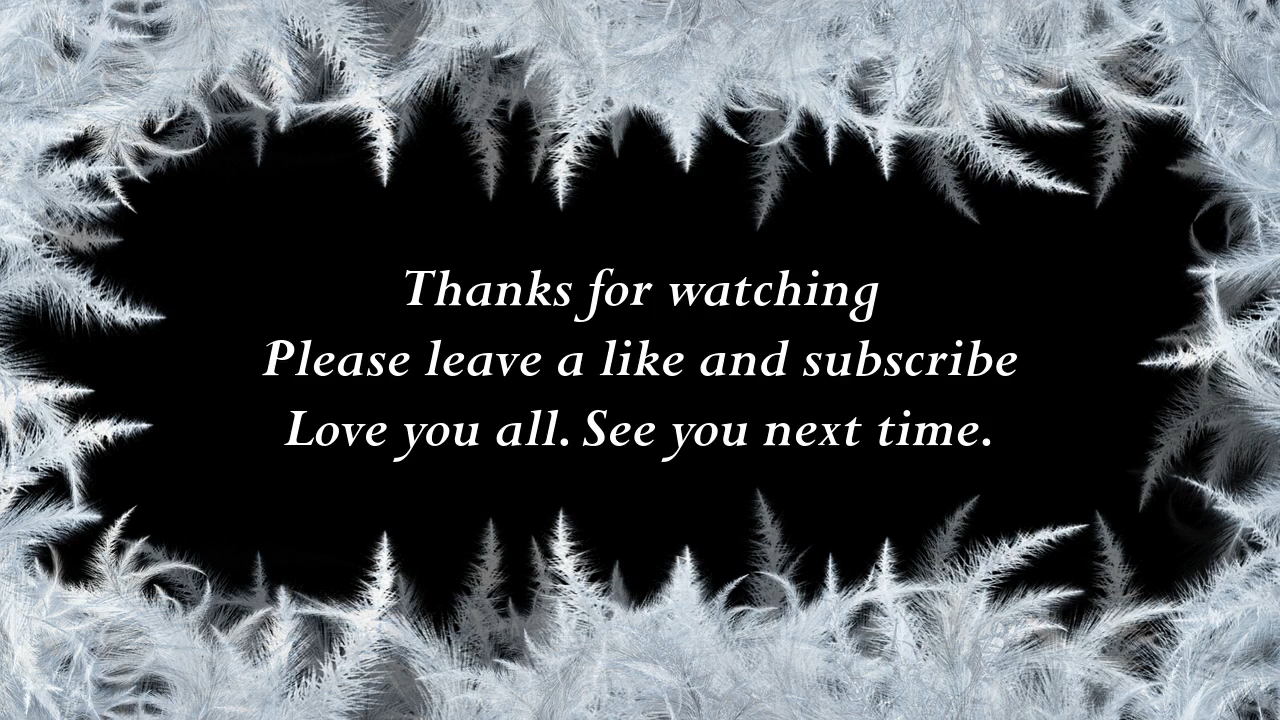 Thanks for watching
Please leave a like and subscribe
Love you all. See you next time.